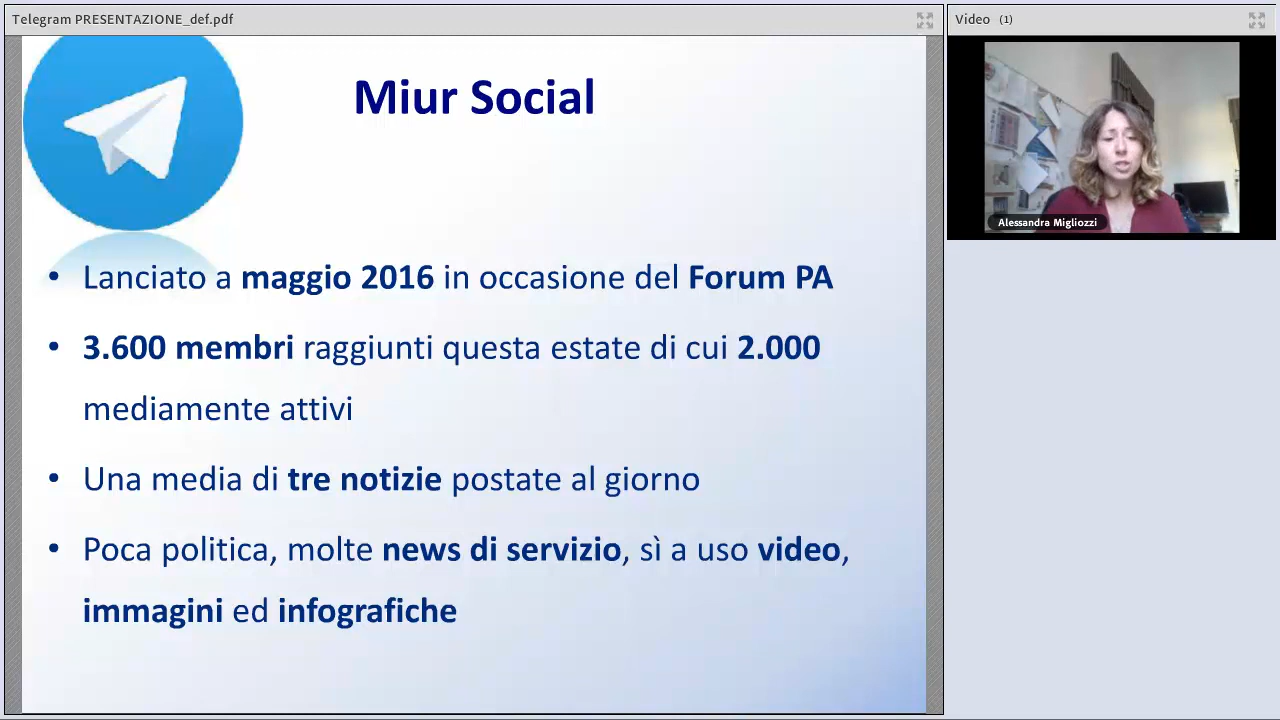 Telegram PRESENTAZIONE_def.pdf
Video (1)
Miur Social
Alessandra Migliozzi
• Lanciato a maggio 2016 in occasione del Forum PA
• 3.600 membri raggiunti questa estate di cui 2.000
mediamente attivi
• Una media di tre notizie postate al giorno
• Poca politica, molte news di servizio, sì a uso video,
immagini ed infografiche